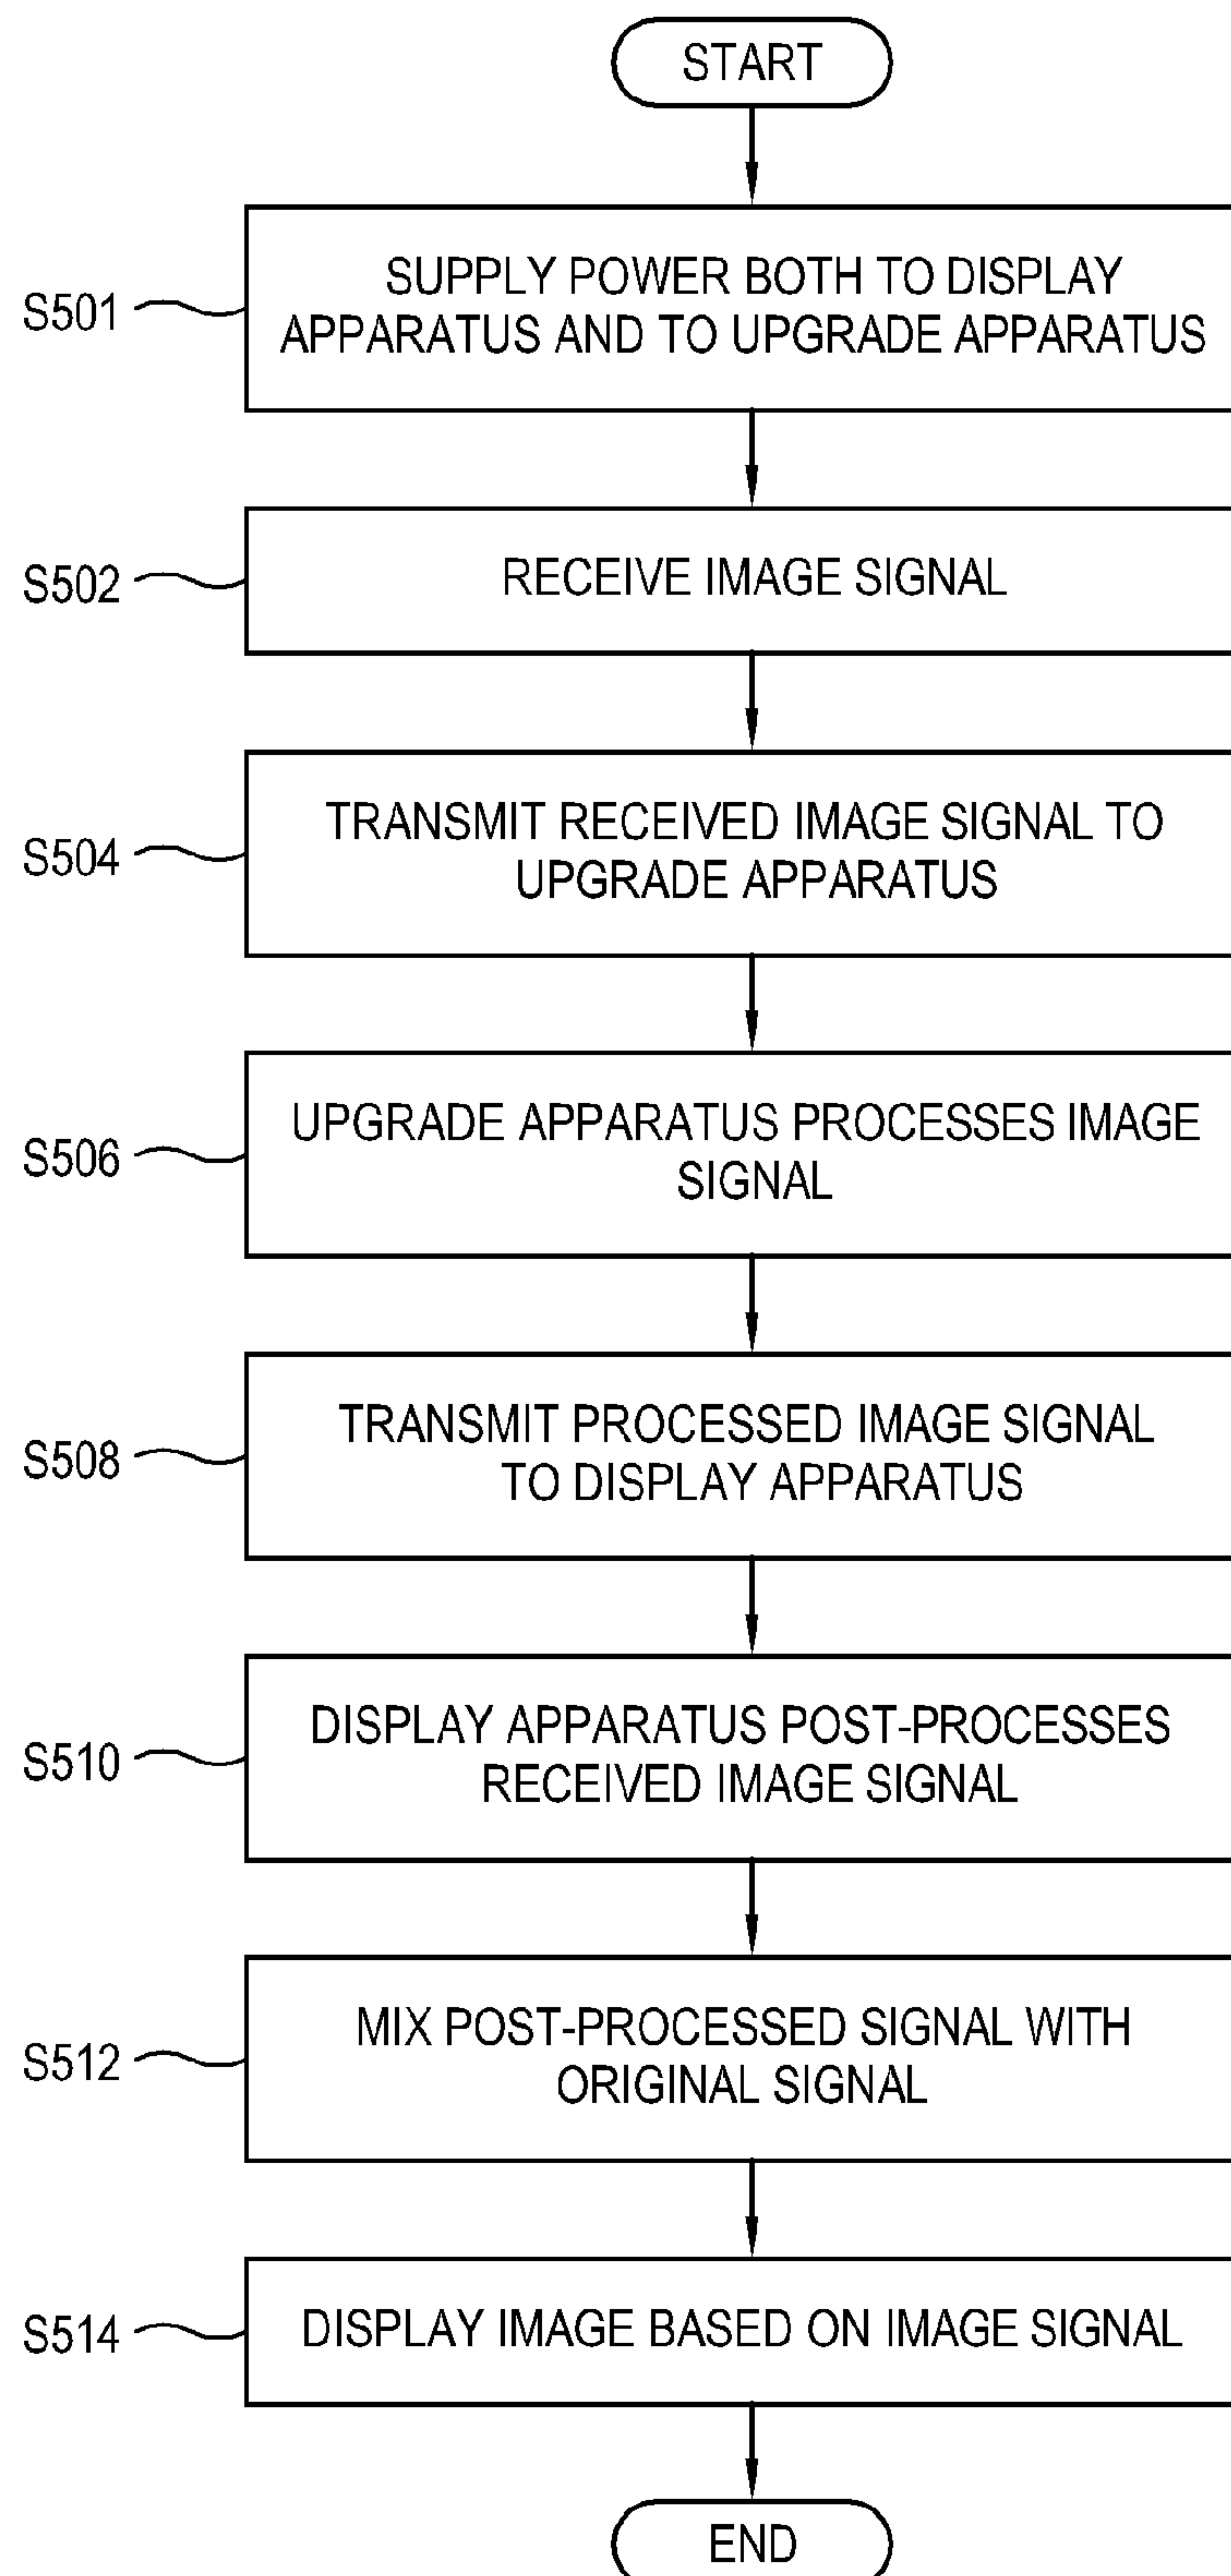 START
S501
SUPPLY POWER BOTH TO DISPLAY
APPARATUS AND TO UPGRADE APPARATUS
S502
RECEIVE IMAGE SIGNAL
S504
TRANSMIT RECEIVED IMAGE SIGNAL TO
UPGRADE APPARATUS
S506
UPGRADE APPARATUS PROCESSES IMAGE
SIGNAL
S508
TRANSMIT PROCESSED IMAGE SIGNAL
TO DISPLAY APPARATUS
S510
DISPLAY APPARATUS POST-PROCESSES
RECEIVED IMAGE SIGNAL
S512
MIX POST-PROCESSED SIGNAL WITH
ORIGINAL SIGNAL
S514
DISPLAY IMAGE BASED ON IMAGE SIGNAL
END